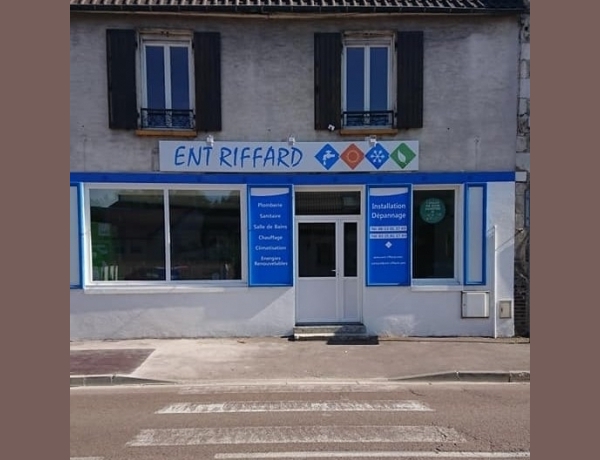 ENT RIFFARD
Plomberie
Sanitaire
Salle de Bains
Chauffage
Climatisation
Energies
Renouvelables
Installation
Dépannage